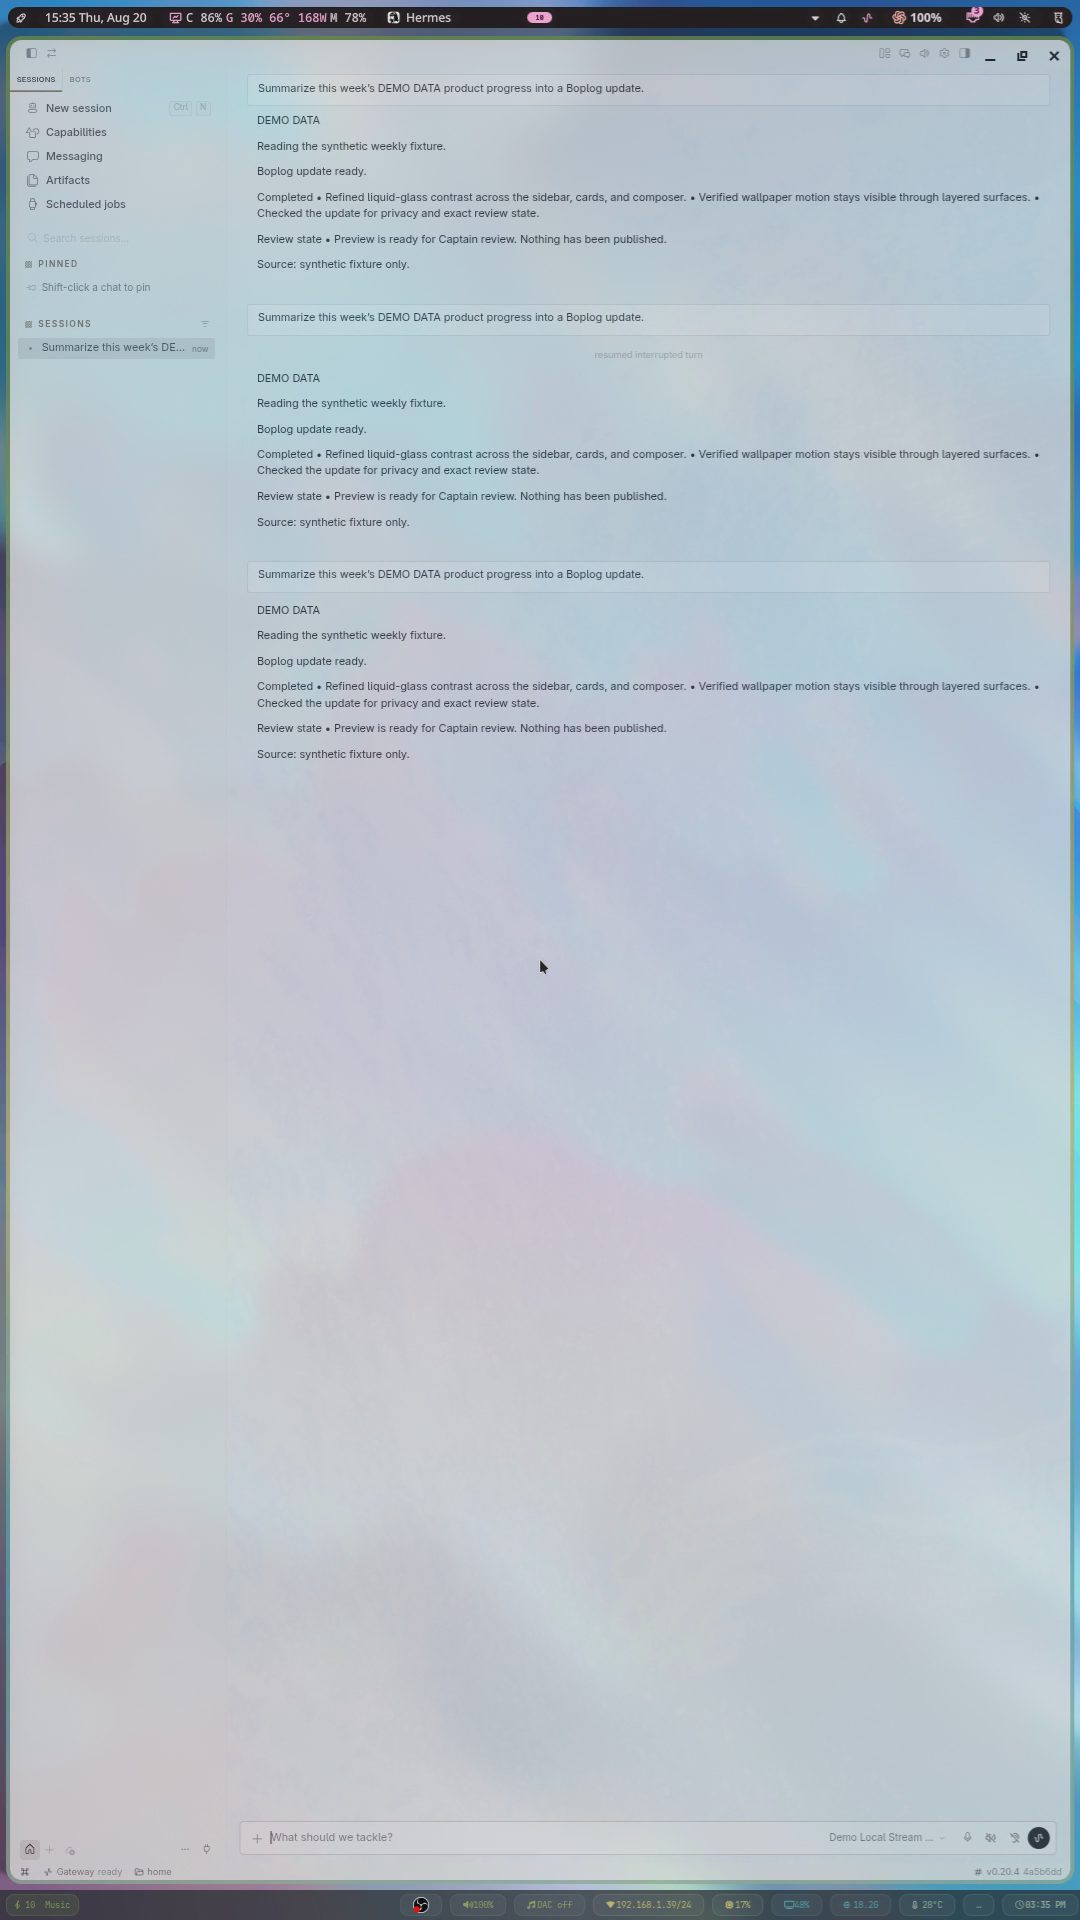 15:35 Thu, Aug 20 C 86% G 30% 66° 168W M 78% Hermes 10 100% 3
SESSIONS BOTS
New session Ctrl N
Capabilities
Messaging
Artifacts
Scheduled jobs
Search sessions...
PINNED
Shift-click a chat to pin
SESSIONS
Summarize this week's DE... now
Summarize this week's DEMO DATA product progress into a Boplog update.
DEMO DATA
Reading the synthetic weekly fixture.
Boplog update ready.
Completed • Refined liquid-glass contrast across the sidebar, cards, and composer. • Verified wallpaper motion stays visible through layered surfaces. •
Checked the update for privacy and exact review state.
Review state • Preview is ready for Captain review. Nothing has been published.
Source: synthetic fixture only.
Summarize this week's DEMO DATA product progress into a Boplog update.
resumed interrupted turn
DEMO DATA
Reading the synthetic weekly fixture.
Boplog update ready.
Completed • Refined liquid-glass contrast across the sidebar, cards, and composer. • Verified wallpaper motion stays visible through layered surfaces. •
Checked the update for privacy and exact review state.
Review state • Preview is ready for Captain review. Nothing has been published.
Source: synthetic fixture only.
Summarize this week's DEMO DATA product progress into a Boplog update.
DEMO DATA
Reading the synthetic weekly fixture.
Boplog update ready.
Completed • Refined liquid-glass contrast across the sidebar, cards, and composer. • Verified wallpaper motion stays visible through layered surfaces. •
Checked the update for privacy and exact review state.
Review state • Preview is ready for Captain review. Nothing has been published.
Source: synthetic fixture only.
What should we tackle? Demo Local Stream ...
Gateway ready home # v0.20.4 4a5b6dd
10 Music 100% DAC off 192.168.1.39/24 17% 48% 18.2G 28°C … 03:35 PM